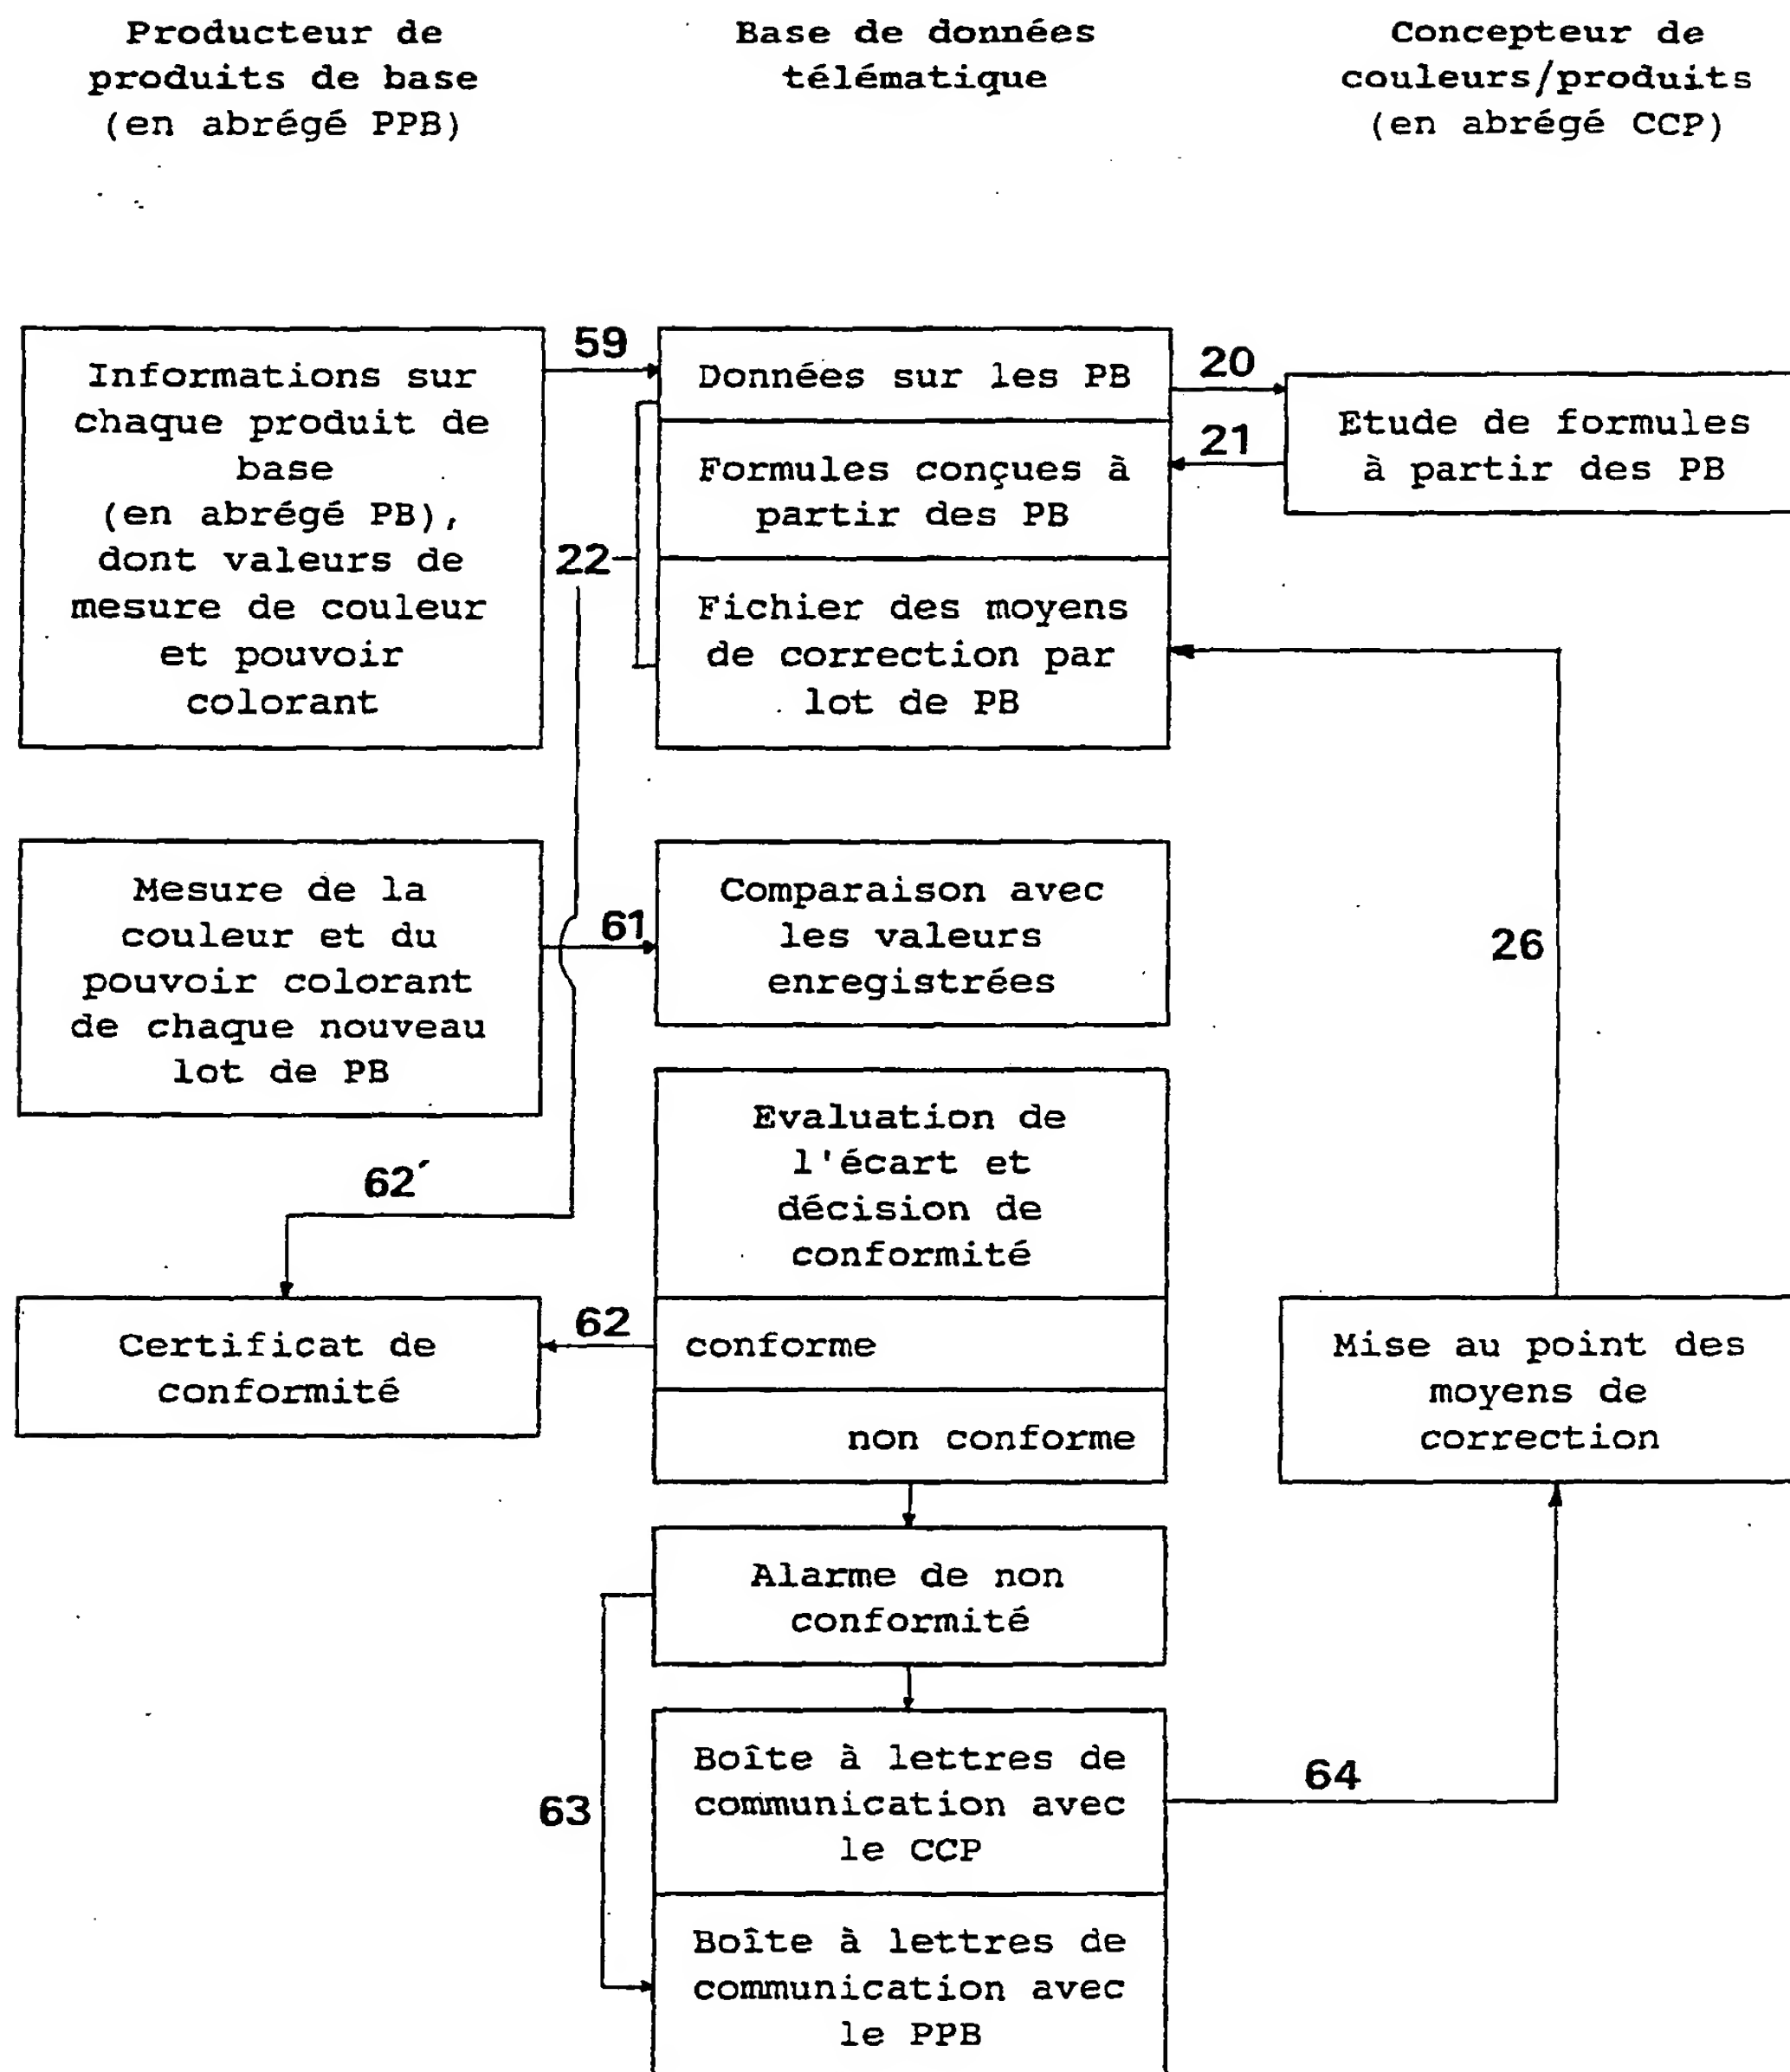 Producteur de
produits de base
(en abrégé PPB)
Base de données
télématique
Concepteur de
couleurs/produits
(en abrégé CCP)
Informations sur
chaque produit de
base
(en abrégé PB),
dont valeurs de
mesure de couleur
et pouvoir
colorant
59
Données sur les PB
20
21
Etude de formules
à partir des PB
Formules conçues à
partir des PB
22
Fichier des moyens
de correction par
lot de PB
26
Mesure de la
couleur et du
pouvoir colorant
de chaque nouveau
lot de PB
61
Comparaison avec
les valeurs
enregistrées
Evaluation de
l'écart et
décision de
conformité
62'
62
conforme
non conforme
Certificat de
conformité
Mise au point des
moyens de
correction
Alarme de non
conformité
63
Boîte à lettres de
communication avec
le CCP
64
Boîte à lettres de
communication avec
le PPB